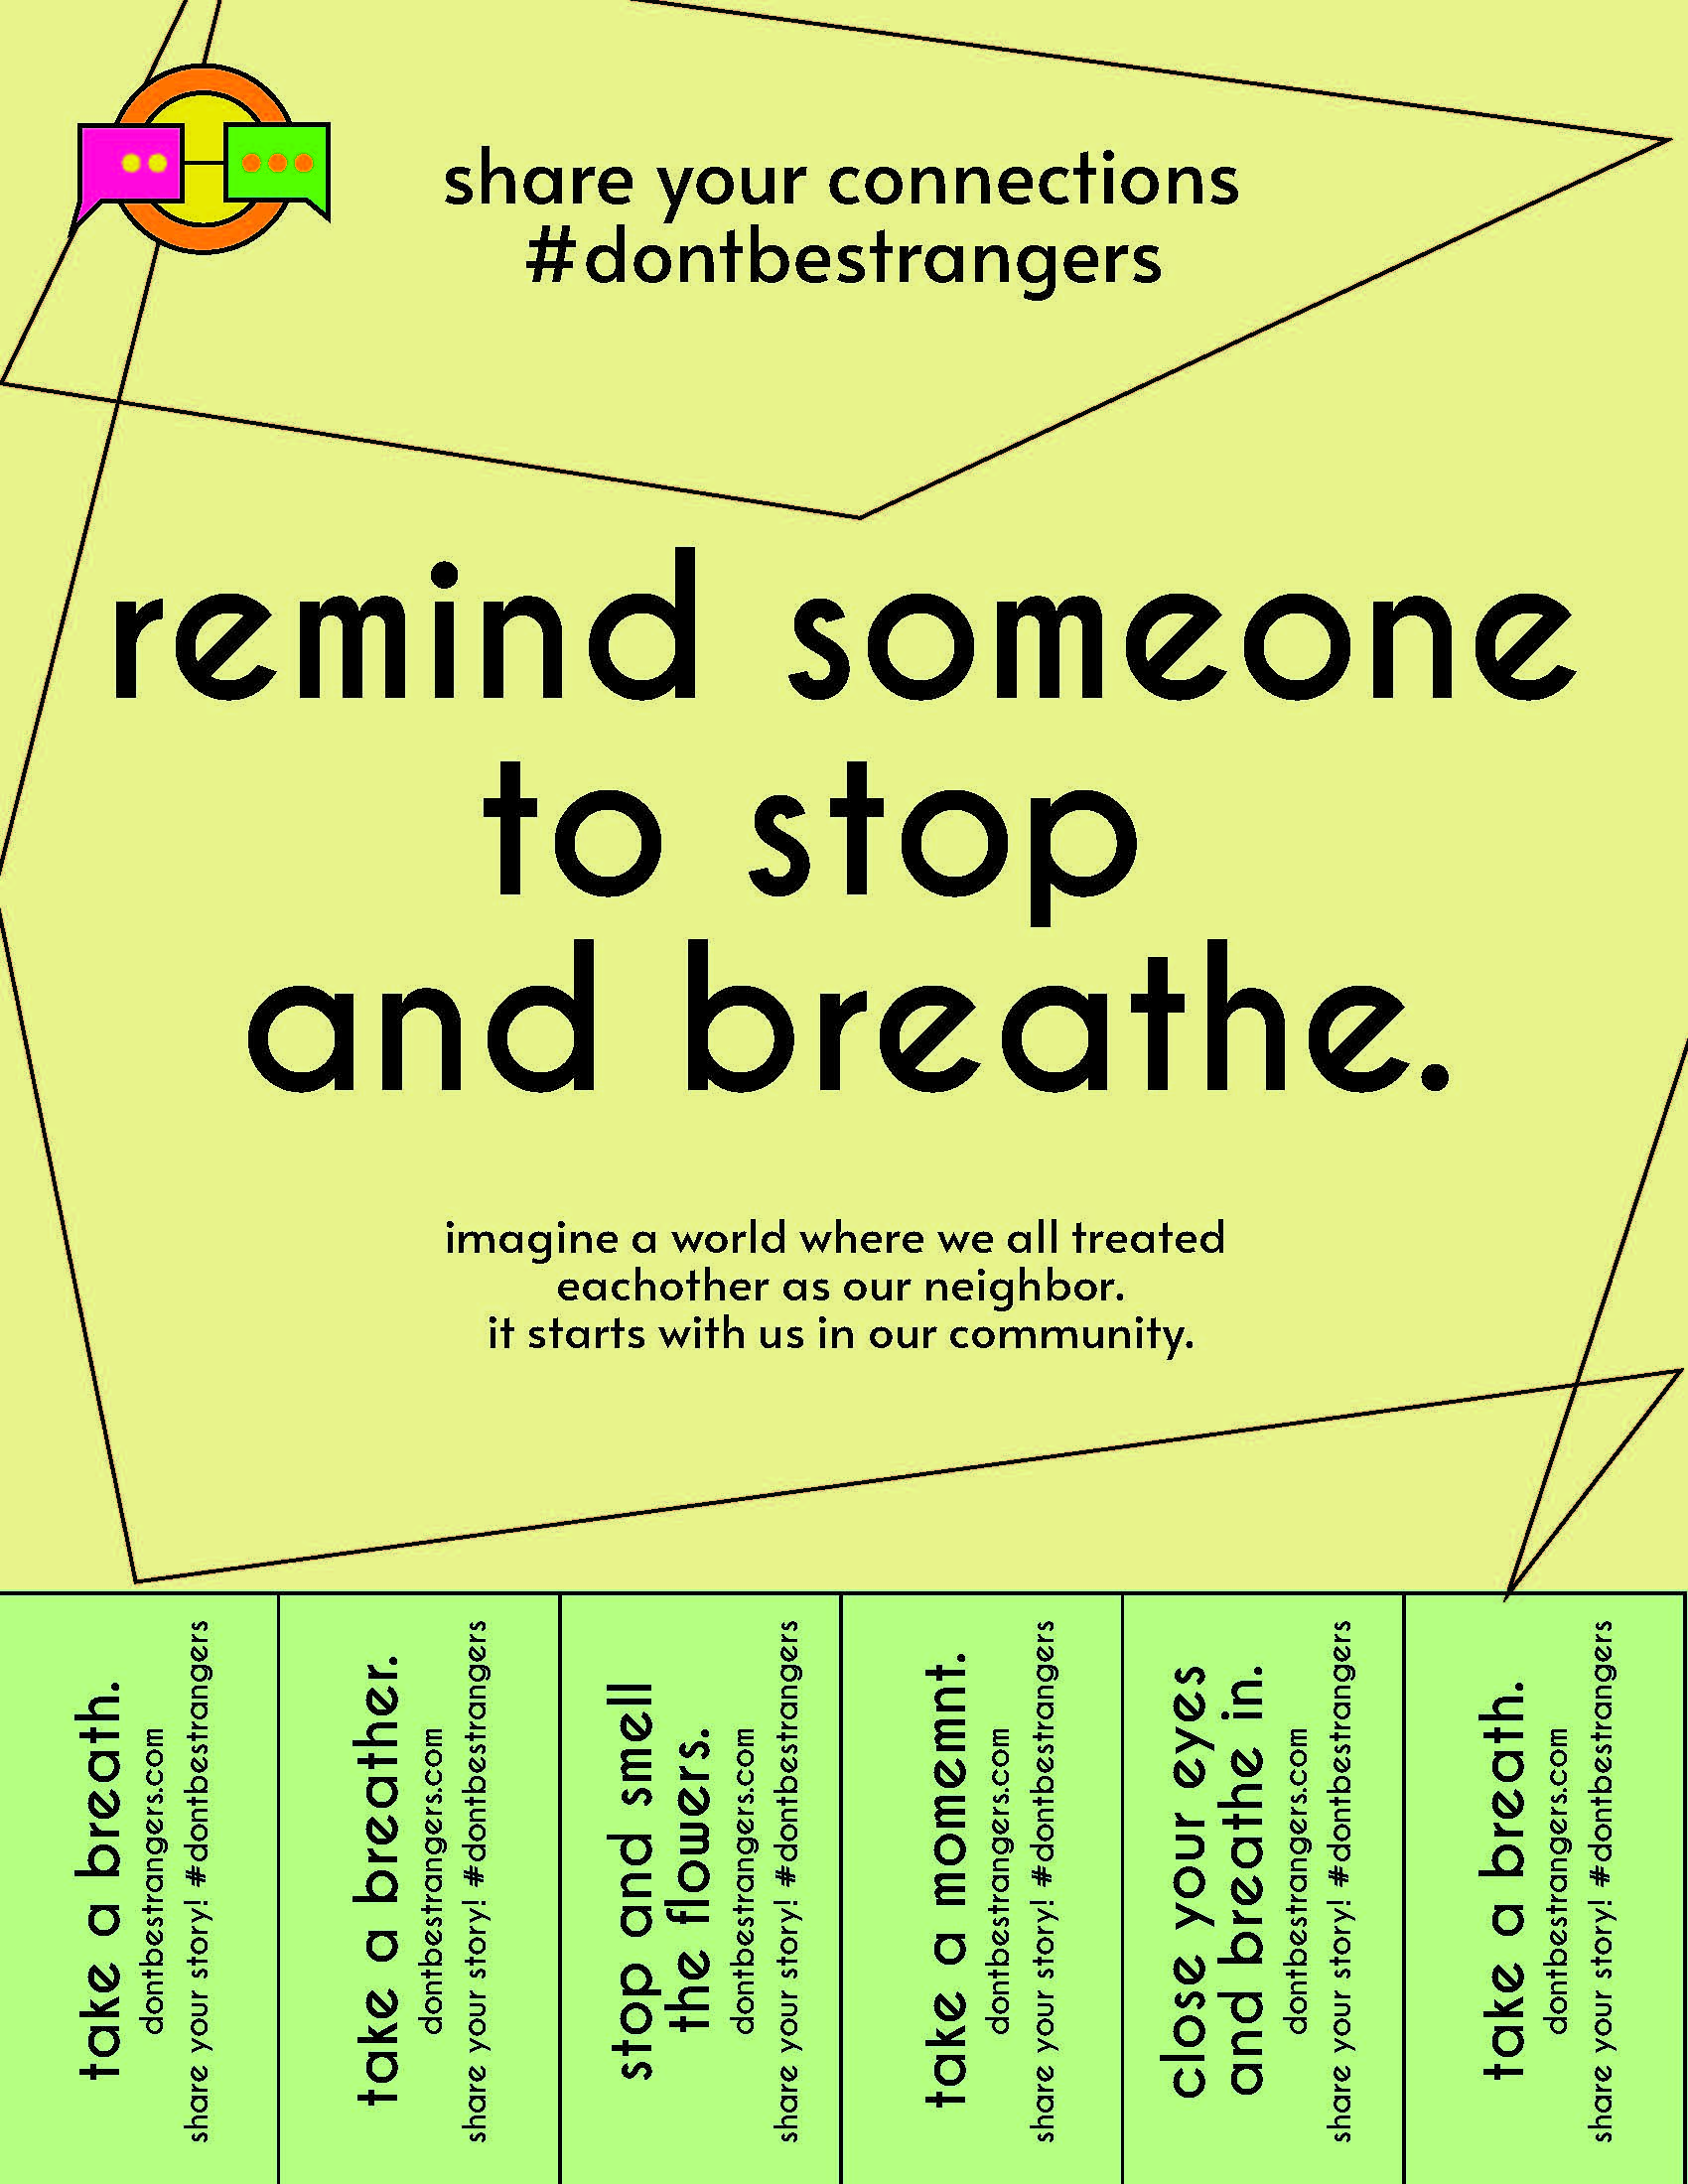 share your connections
#dontbestrangers
remind someone
to stop
and breathe.
imagine a world where we all treated
eachother as our neighbor.
it starts with us in our community.
take a breath.
dontbestrangers.com
share your story! #dontbestrangers
take a breather.
dontbestrangers.com
share your story! #dontbestrangers
stop and smell
the flowers.
dontbestrangers.com
share your story! #dontbestrangers
take a momemnt.
dontbestrangers.com
share your story! #dontbestrangers
close your eyes
and breathe in.
dontbestrangers.com
share your story! #dontbestrangers
take a breath.
dontbestrangers.com
share your story! #dontbestrangers